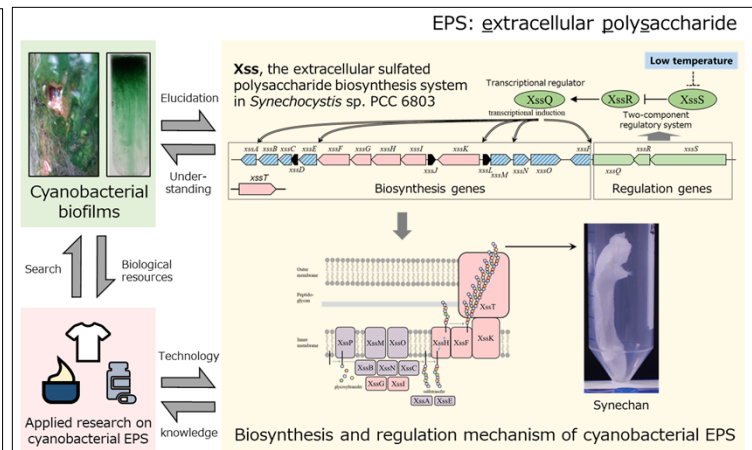 EPS: extracellular polysaccharide
Cyanobacterial
biofilms
Elucidation
Under-
standing
Search
Biological
resources
Applied research on
cyanobacterial EPS
Technology
knowledge
Xss, the extracellular sulfated
polysaccharide biosynthesis system
in Synechocystis sp. PCC 6803
Low temperature
Transcriptional regulator
XssQ
XssR
XssS
transcriptional induction
Two-component
regulatory system
xssA xssB xssC xssE xssF xssG xssH xssI xssK
xssD xssJ xssL xssM xssN xssO
xssR xssS
xssQ
xssT
Biosynthesis genes
Regulation genes
Outer
membrane
Peptido-
glycan
Inner
membrane
XssT
XssP
XssM
XssO
XssH
XssF
XssK
XssB
XssN
XssC
XssG
XssI
XssA
XssE
glycosyltransfer
sulfotransfer
Synechan
Biosynthesis and regulation mechanism of cyanobacterial EPS